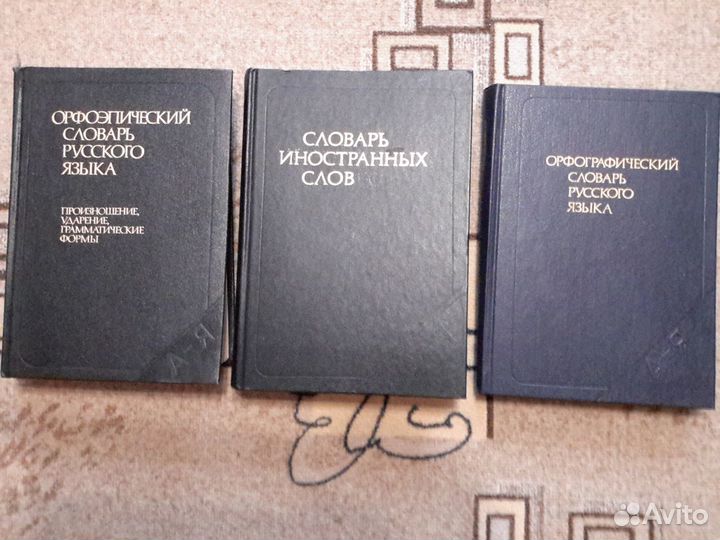 ОРФОЭПИЧЕСКИЙ
СЛОВАРЬ
РУССКОГО
ЯЗЫКА
ПРОИЗНОШЕНИЕ,
УДАРЕНИЕ,
ГРАММАТИЧЕСКИЕ
ФОРМЫ
А-Я
СЛОВАРЬ
ИНОСТРАННЫХ
СЛОВ
ОРФОГРАФИЧЕСКИЙ
СЛОВАРЬ
РУССКОГО
ЯЗЫКА
А-Я
Avito